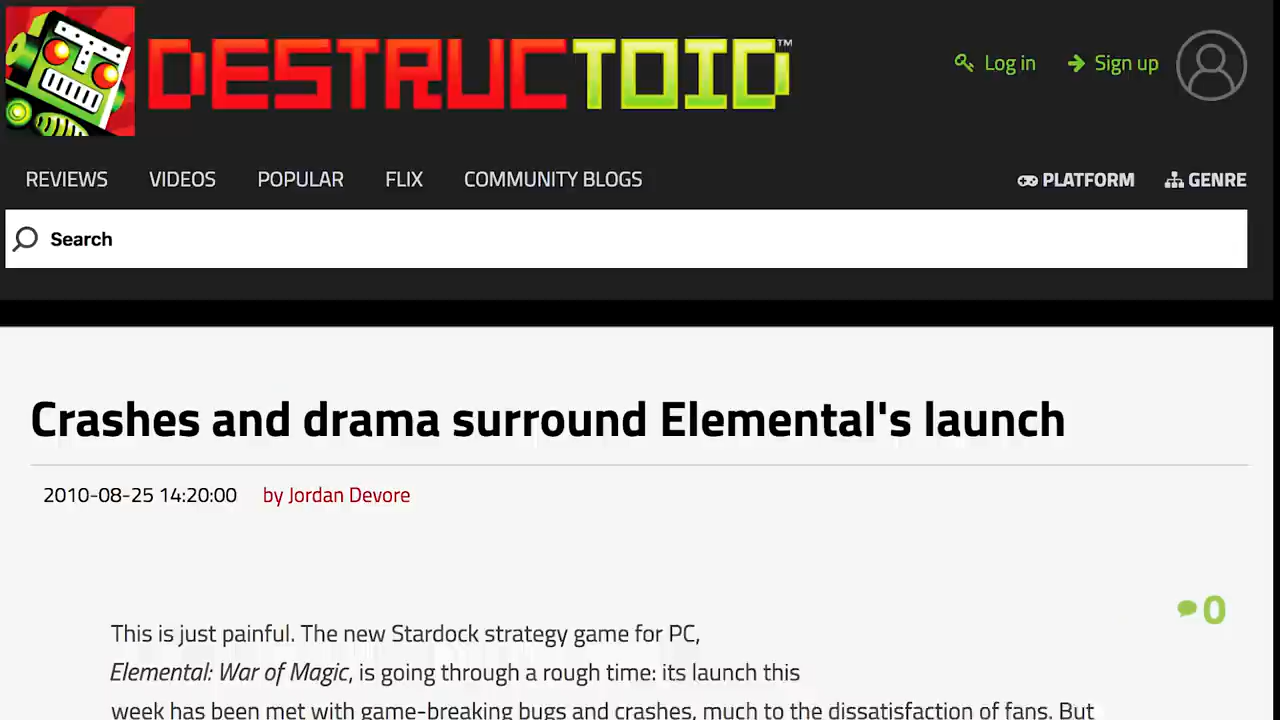 DESTRUCTOID™
Log in
Sign up
REVIEWS VIDEOS POPULAR FLIX COMMUNITY BLOGS PLATFORM GENRE
Search
Crashes and drama surround Elemental's launch
2010-08-25 14:20:00 by Jordan Devore
0
This is just painful. The new Stardock strategy game for PC,
Elemental: War of Magic, is going through a rough time: its launch this
week has been met with game-breaking bugs and crashes, much to the dissatisfaction of fans. But